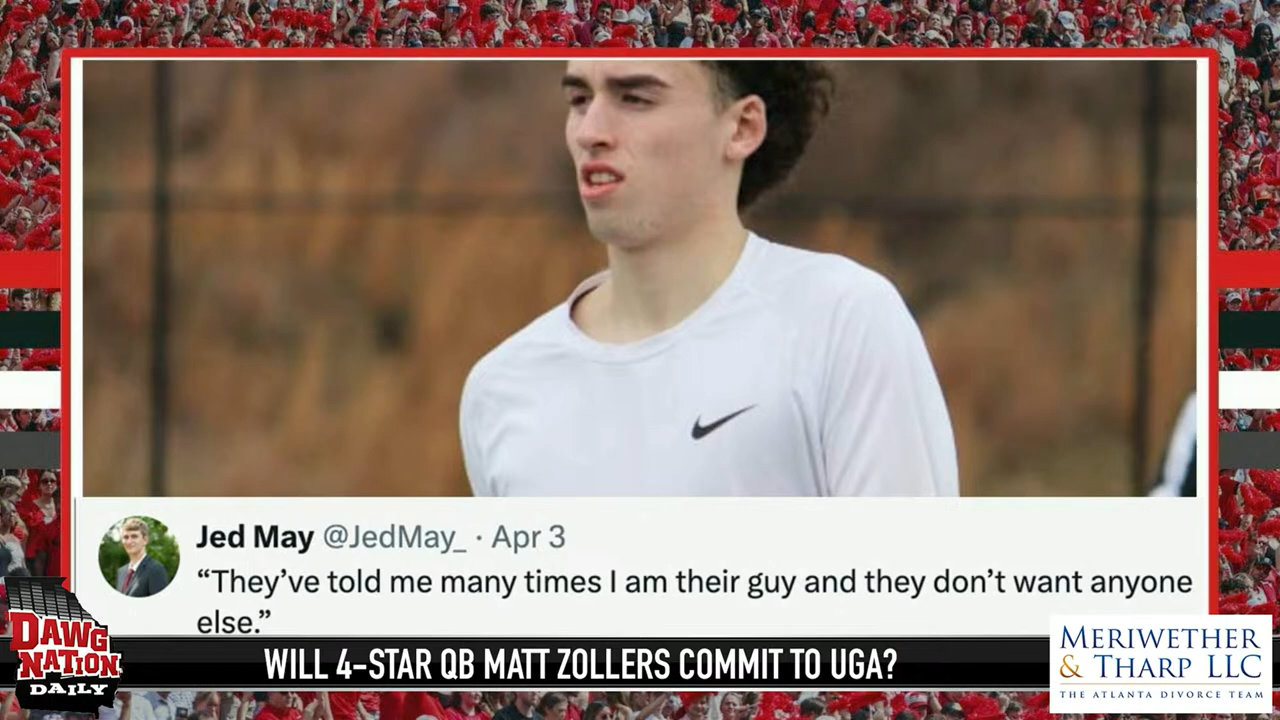 Jed May @JedMay_ · Apr 3
“They’ve told me many times I am their guy and they don’t want anyone
else.”
DAWG
NATION
DAILY
WILL 4-STAR QB MATT ZOLLERS COMMIT TO UGA?
MERIWETHER
& THARP LLC
THE ATLANTA DIVORCE TEAM